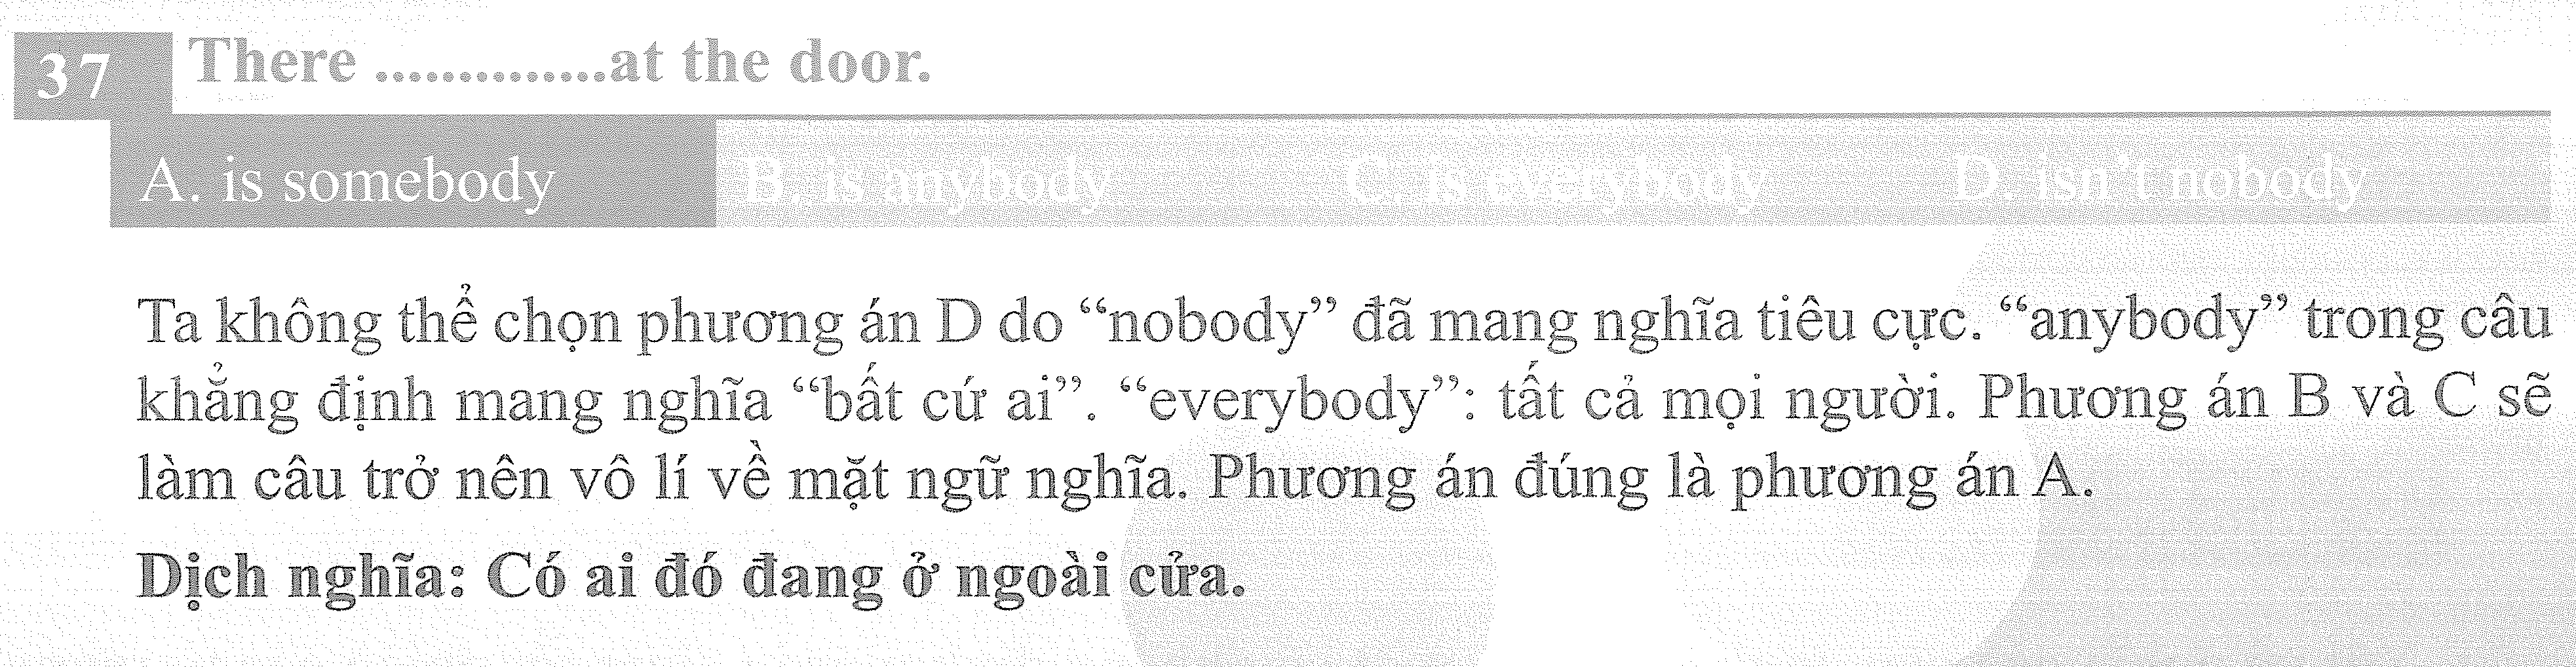 37 There ..............at the door.
A. is somebody B. is anybody C. is everybody D. isn't nobody
Ta không thể chọn phương án D do “nobody” đã mang nghĩa tiêu cực. “anybody” trong câu
khẳng định mang nghĩa “bất cứ ai”. “everybody”: tất cả mọi người. Phương án B và C sẽ
làm câu trở nên vô lí về mặt ngữ nghĩa. Phương án đúng là phương án A.
Dịch nghĩa: Có ai đó đang ở ngoài cửa.